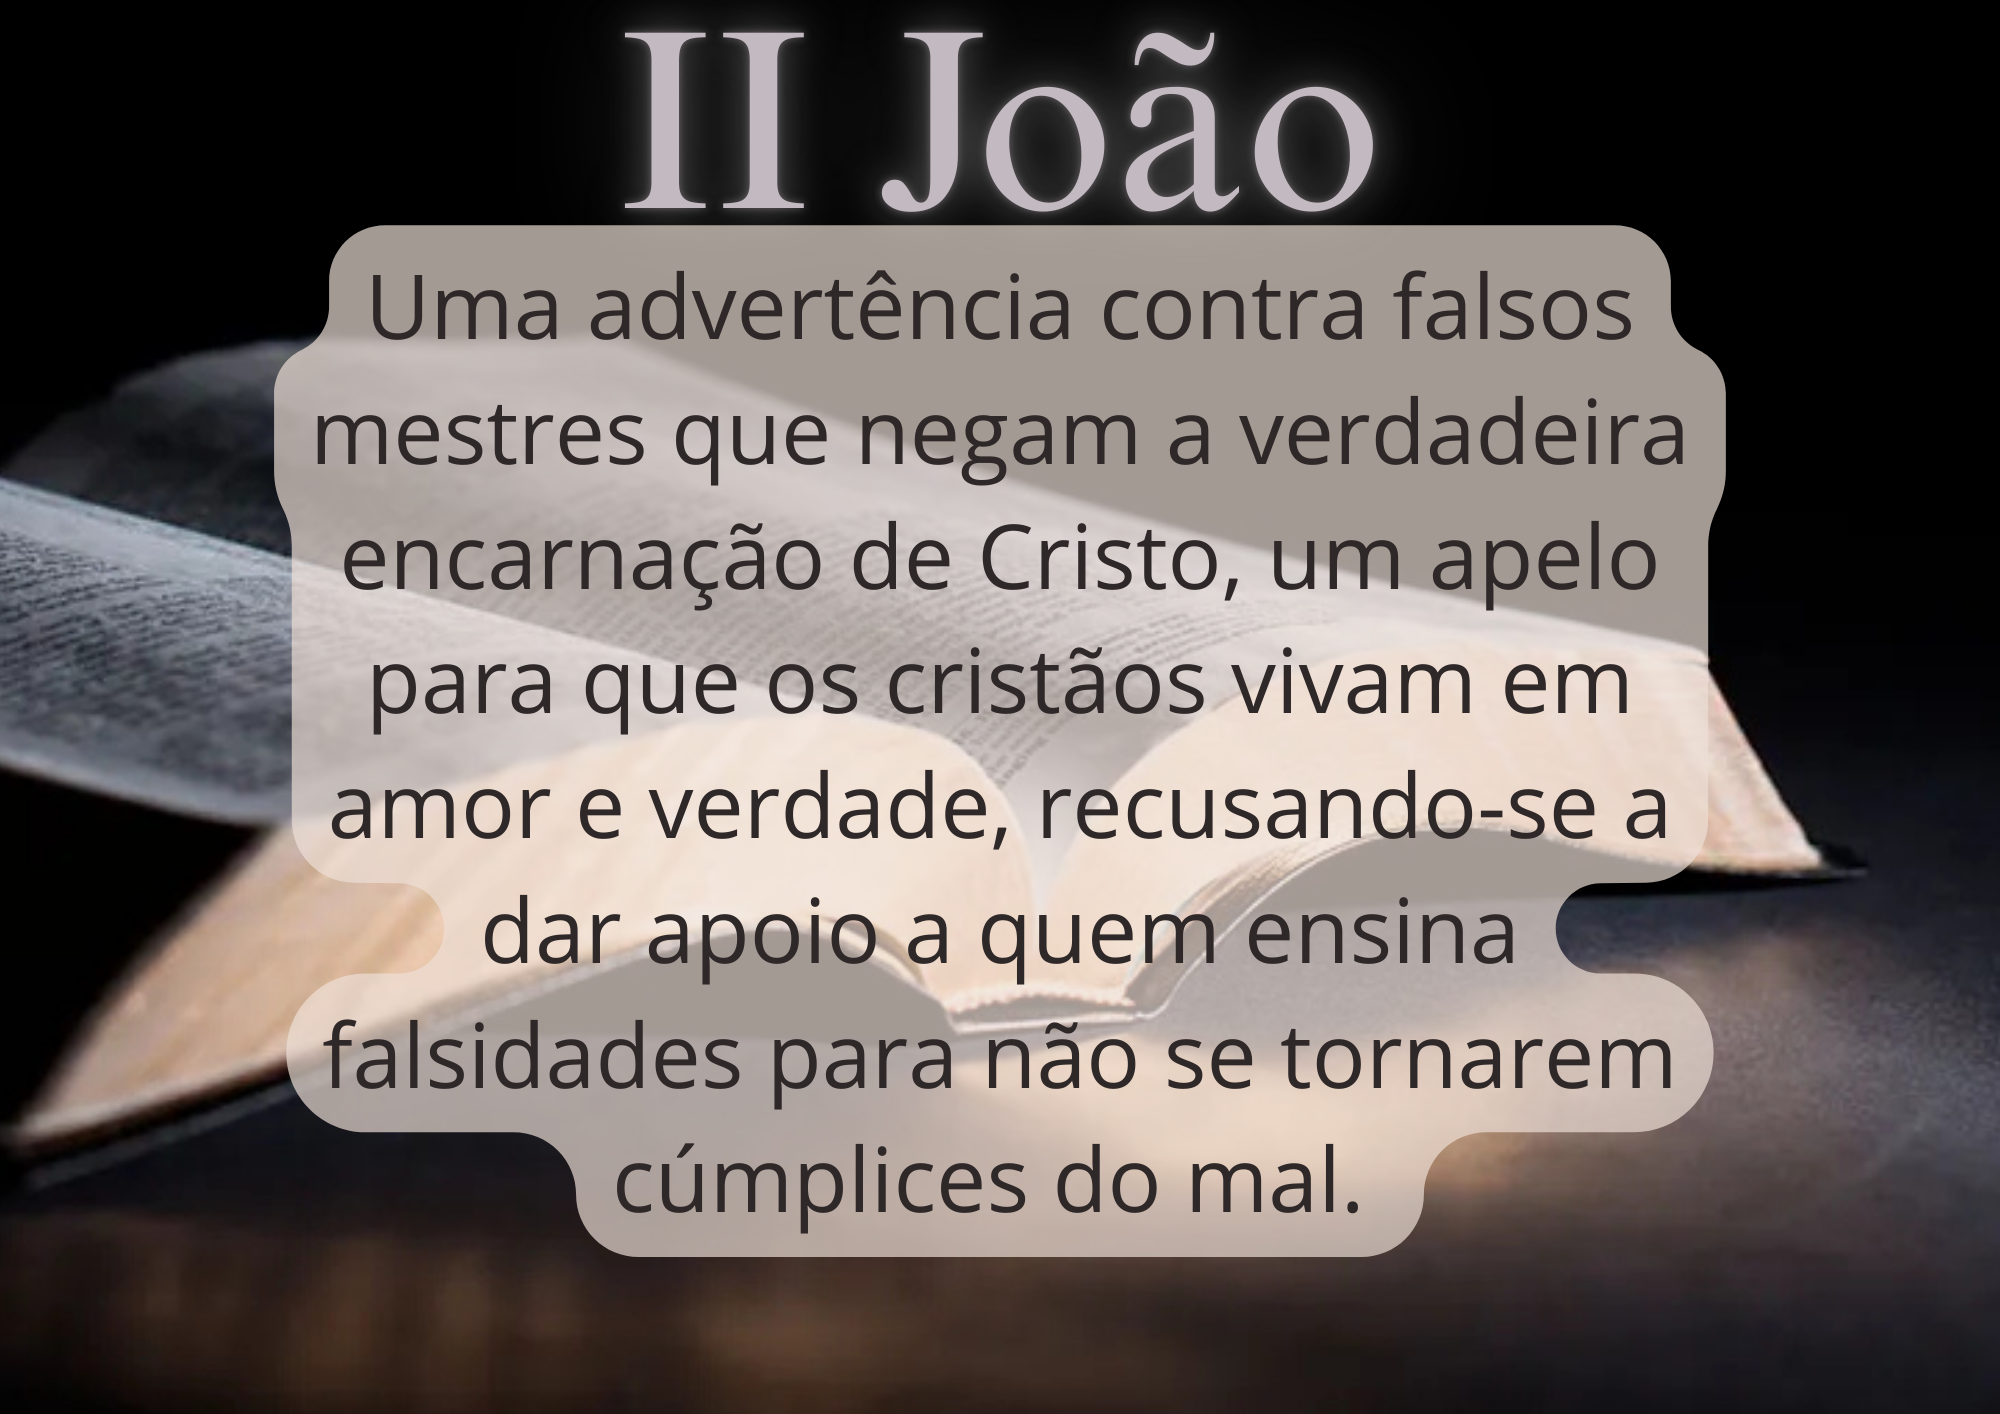 II João
Uma advertência contra falsos
mestres que negam a verdadeira
encarnação de Cristo, um apelo
para que os cristãos vivam em
amor e verdade, recusando-se a
dar apoio a quem ensina
falsidades para não se tornarem
cúmplices do mal.